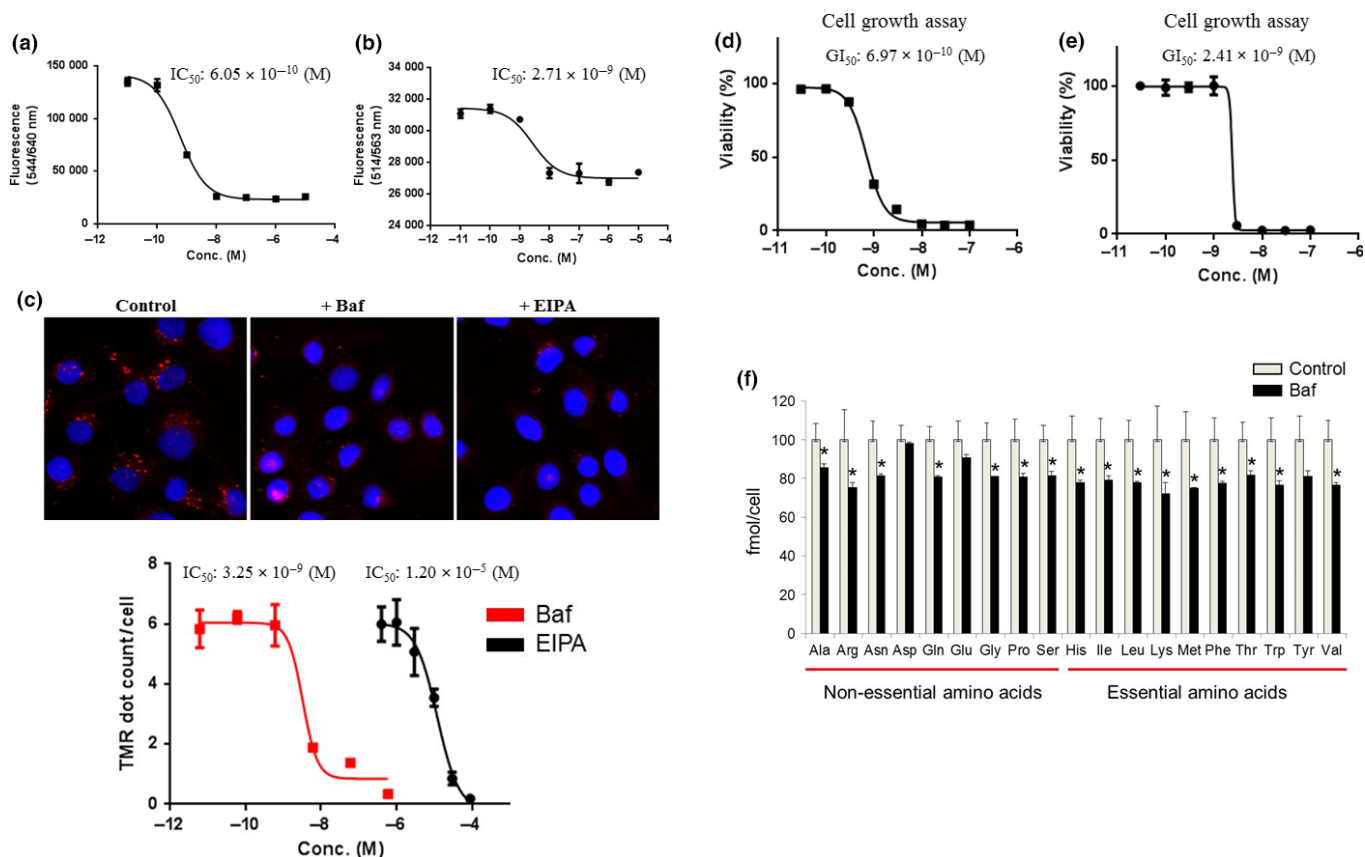 (a)
IC50: 6.05 × 10−10 (M)
Fluorescence
(544/640 nm)
150 000
100 000
50 000
0
−12 −10 −8 −6 −4
Conc. (M)
(b)
IC50: 2.71 × 10−9 (M)
Fluorescence
(514/563 nm)
32 000
30 000
28 000
26 000
24 000
−11 −10 −9 −8 −7 −6 −5
Conc. (M)
(c)
Control + Baf + EIPA
IC50: 3.25 × 10−9 (M) IC50: 1.20 × 10−5 (M)
Baf
EIPA
TMR dot count/cell
8
6
4
2
0
−12 −10 −8 −6 −4
Conc. (M)
(d)
Cell growth assay
GI50: 6.97 × 10−10 (M)
Viability (%)
100
50
0
−11 −10 −9 −8 −7 −6
Conc. (M)
(e)
Cell growth assay
GI50: 2.41 × 10−9 (M)
Viability (%)
100
50
0
−11 −10 −9 −8 −7 −6
Conc. (M)
(f)
Control
Baf
fmol/cell
120
100
80
60
40
20
0
* * * * * * * * * * * * * * * *
Ala Arg Asn Asp Gln Glu Gly Pro Ser His Ile Leu Lys Met Phe Thr Trp Tyr Val
Non-essential amino acids Essential amino acids